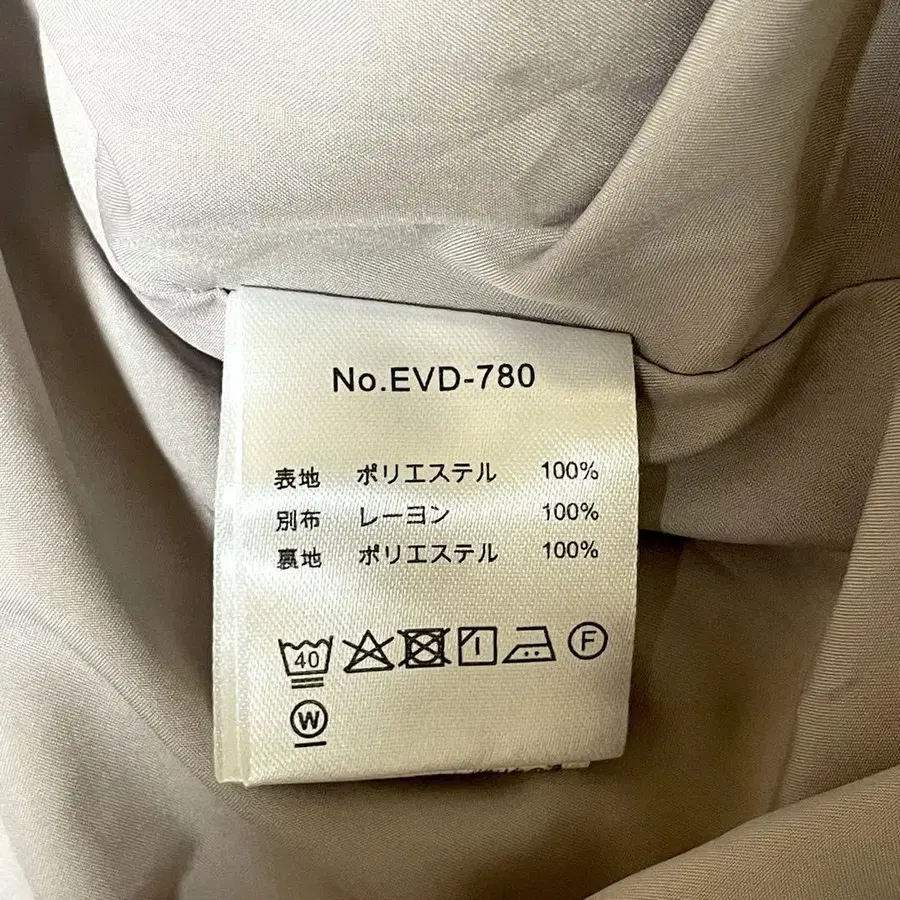 No.EVD-780
表地 ポリエステル 100%
別布 レーヨン 100%
裏地 ポリエステル 100%
40 F
W